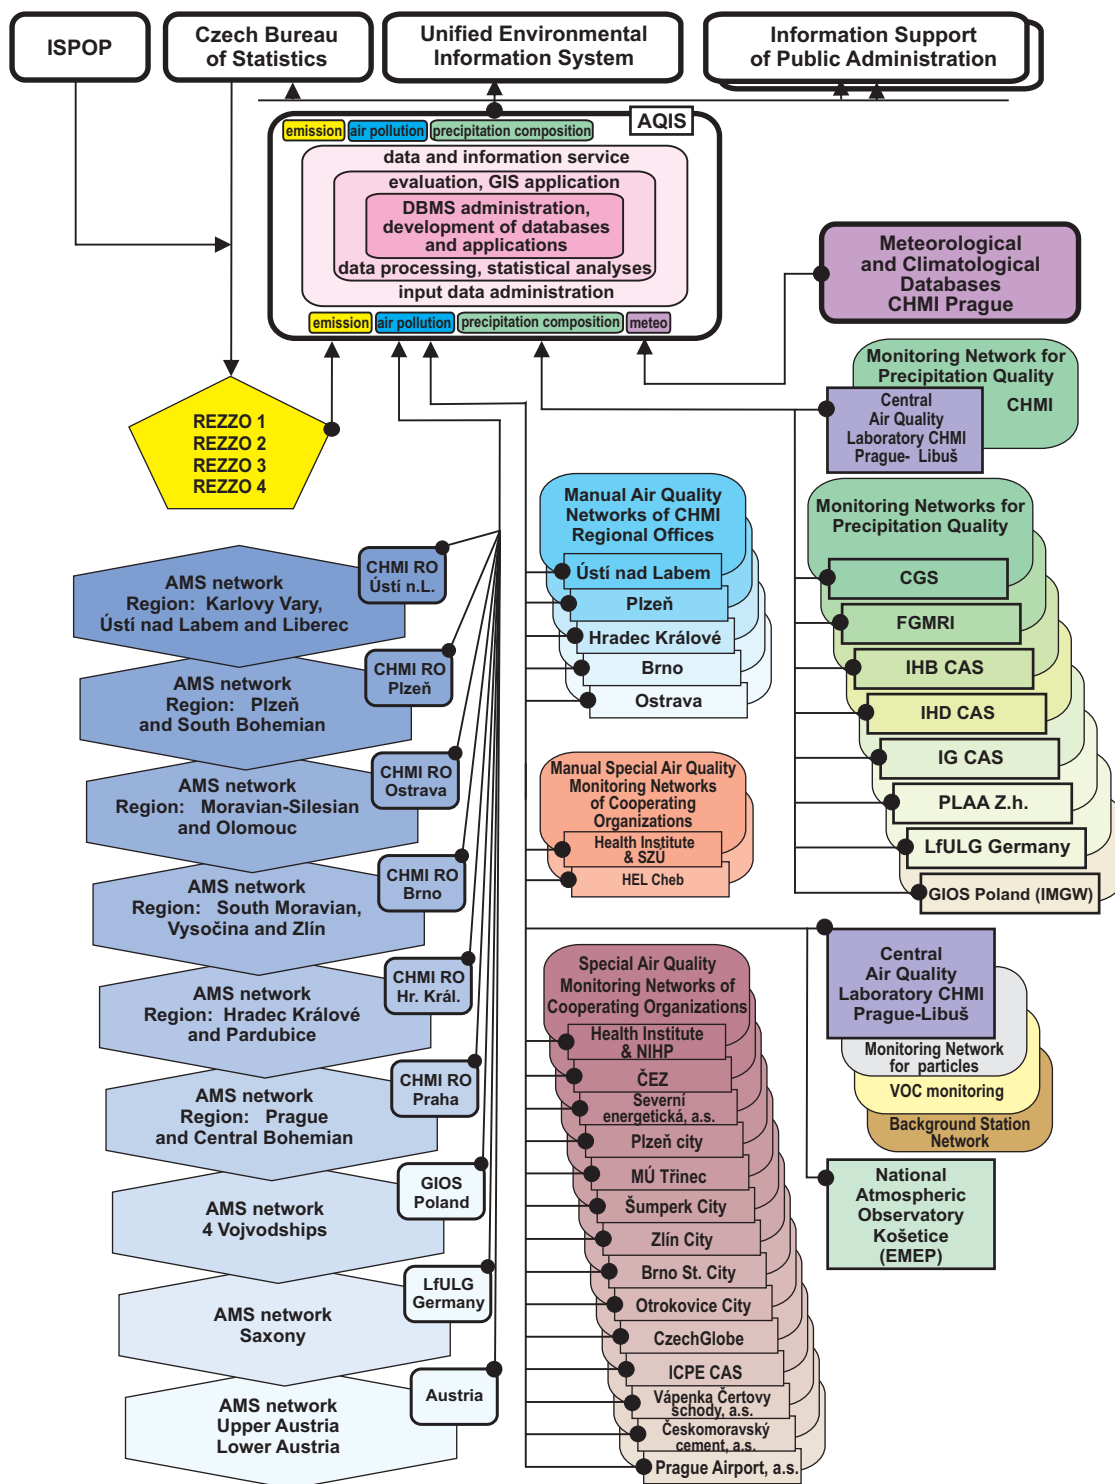 ISPOP
Czech Bureau
of Statistics
Unified Environmental
Information System
Information Support
of Public Administration
AQIS
emission
air pollution
precipitation composition
data and information service
evaluation, GIS application
DBMS administration,
development of databases
and applications
data processing, statistical analyses
input data administration
emission
air pollution
precipitation composition
meteo
Meteorological
and Climatological
Databases
CHMI Prague
REZZO 1
REZZO 2
REZZO 3
REZZO 4
Monitoring Network for
Precipitation Quality
CHMI
Central
Air Quality
Laboratory CHMI
Prague- Libuš
Manual Air Quality
Networks of CHMI
Regional Offices
Ústí nad Labem
Plzeň
Hradec Králové
Brno
Ostrava
Monitoring Networks for
Precipitation Quality
CGS
FGMRI
IHB CAS
IHD CAS
IG CAS
PLAA Z.h.
LfULG Germany
GIOS Poland (IMGW)
AMS network
Region: Karlovy Vary,
Ústí nad Labem and Liberec
CHMI RO
Ústí n.L.
AMS network
Region: Plzeň
and South Bohemian
CHMI RO
Plzeň
AMS network
Region: Moravian-Silesian
and Olomouc
CHMI RO
Ostrava
AMS network
Region: South Moravian,
Vysočina and Zlín
CHMI RO
Brno
AMS network
Region: Hradec Králové
and Pardubice
CHMI RO
Hr. Král.
AMS network
Region: Prague
and Central Bohemian
CHMI RO
Praha
AMS network
4 Vojvodships
GIOS
Poland
AMS network
Saxony
LfULG
Germany
AMS network
Upper Austria
Lower Austria
Austria
Manual Special Air Quality
Monitoring Networks
of Cooperating
Organizations
Health Institute
& SZÚ
HEL Cheb
Special Air Quality
Monitoring Networks of
Cooperating Organizations
Health Institute
& NIHP
ČEZ
Severní
energetická, a.s.
Plzeň city
MÚ Třinec
Šumperk City
Zlín City
Brno St. City
Otrokovice City
CzechGlobe
ICPE CAS
Vápenka Čertovy
schody, a.s.
Českomoravský
cement, a.s.
Prague Airport, a.s.
Central
Air Quality
Laboratory CHMI
Prague-Libuš
Monitoring Network
for particles
VOC monitoring
Background Station
Network
National
Atmospheric
Observatory
Košetice
(EMEP)